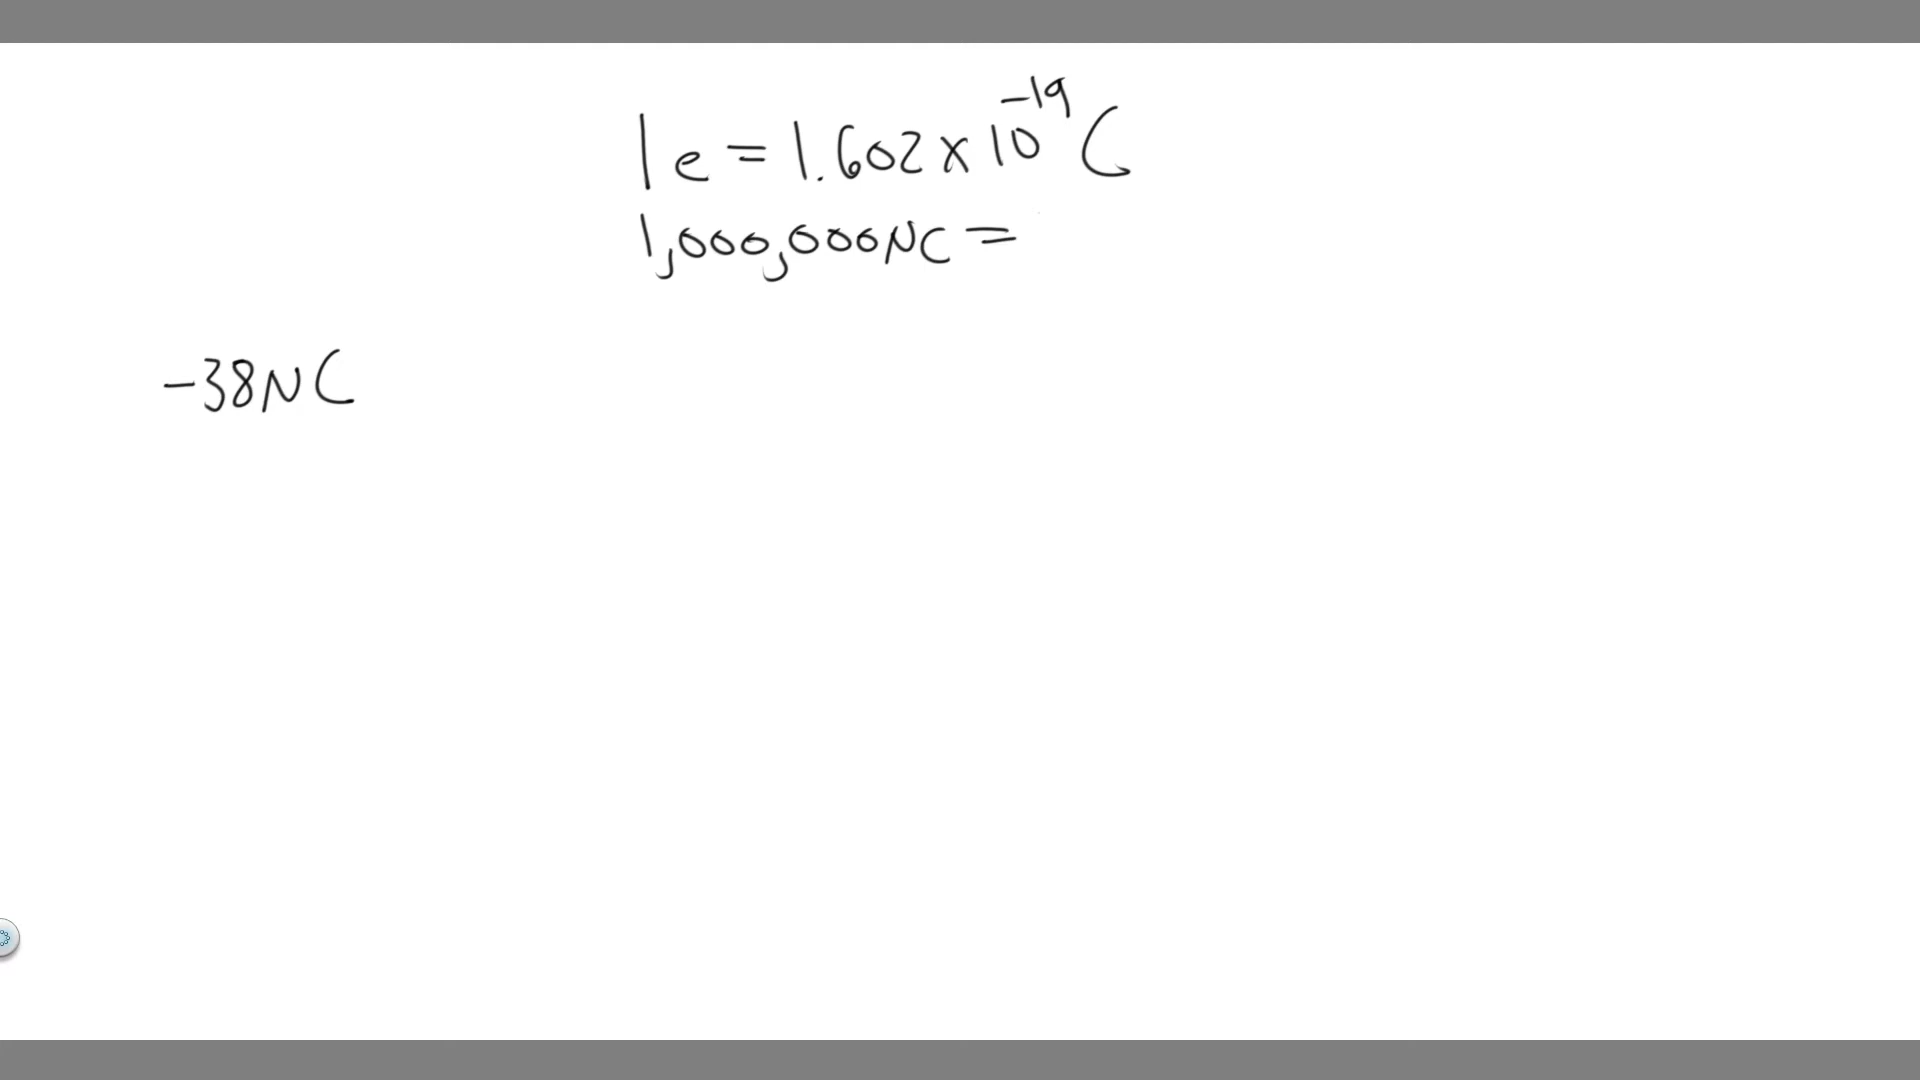 1e = 1.602 x 10⁻¹⁹ C
1,000,000NC =
-38NC